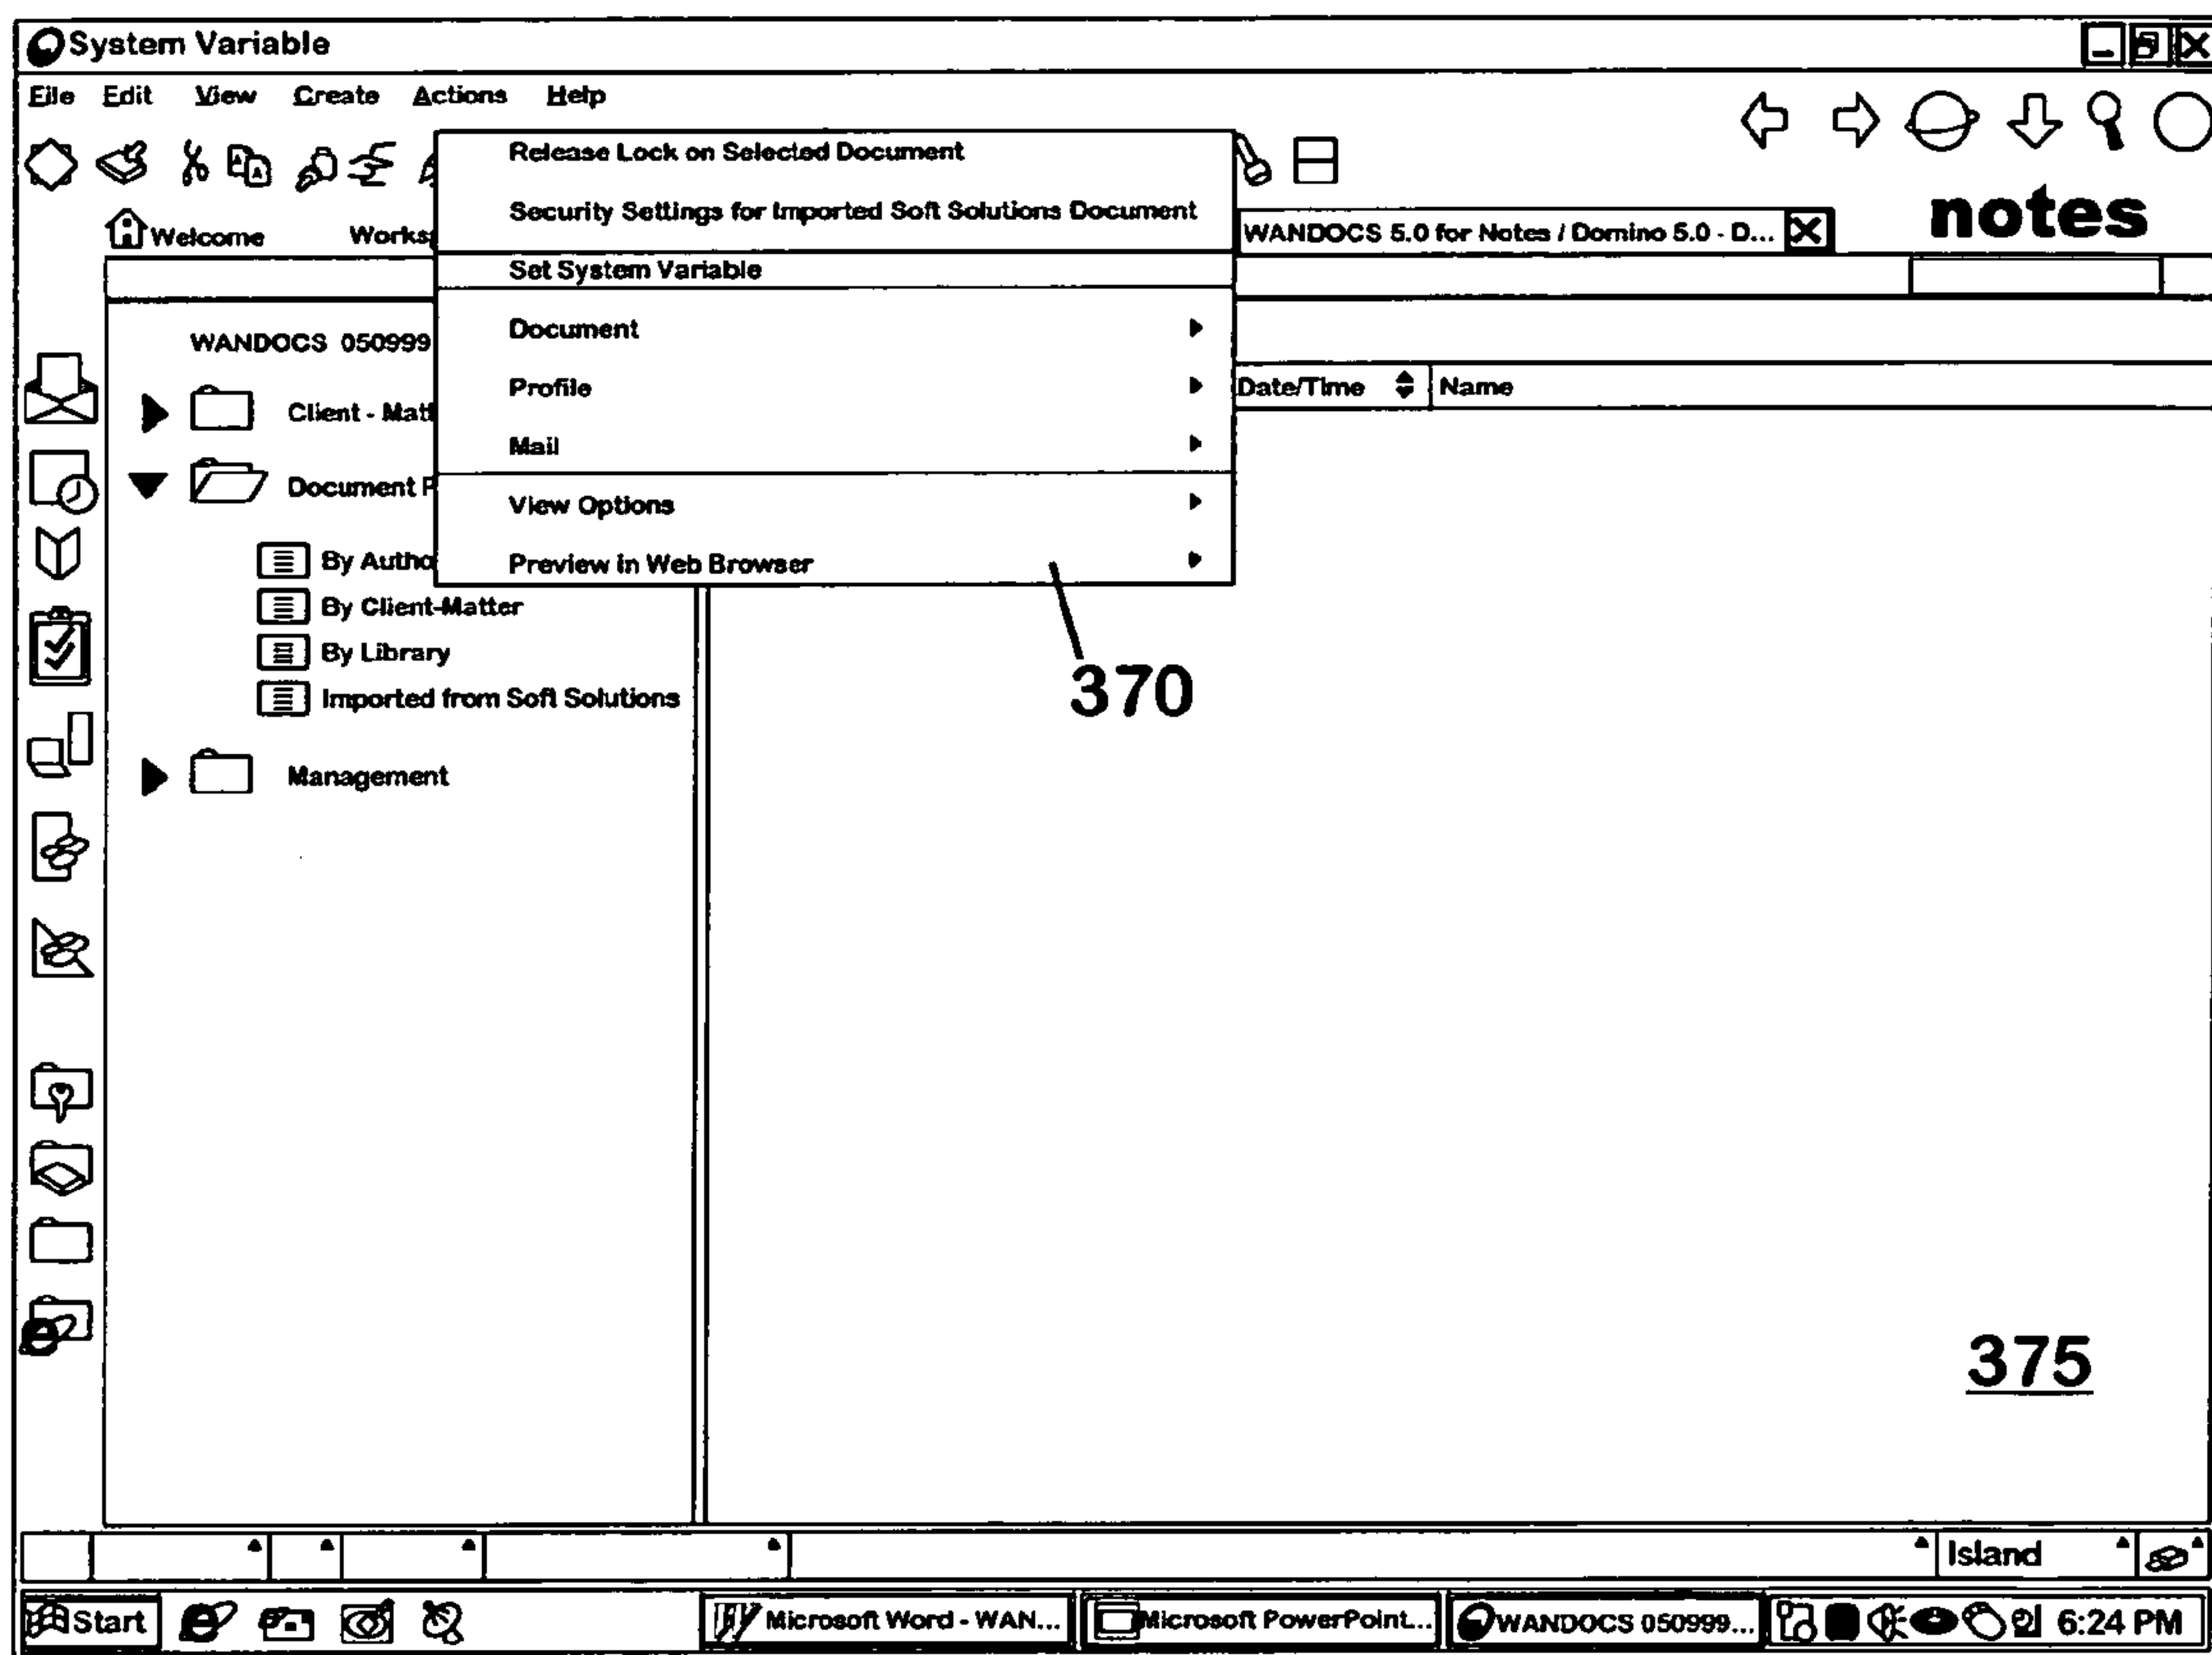 System Variable
File Edit View Create Actions Help
Release Lock on Selected Document
Security Settings for Imported Soft Solutions Document
Set System Variable
Document
Profile
Mail
View Options
Preview in Web Browser
notes
Welcome Works
WANDOCS 5.0 for Notes / Domino 5.0 - D...
WANDOCS 050999
Date/Time Name
Client - Matt
Document P
By Autho
By Client-Matter
By Library
Imported from Soft Solutions
Management
370
375
Island
Start Microsoft Word - WAN... Microsoft PowerPoint... WANDOCS 050999... 6:24 PM